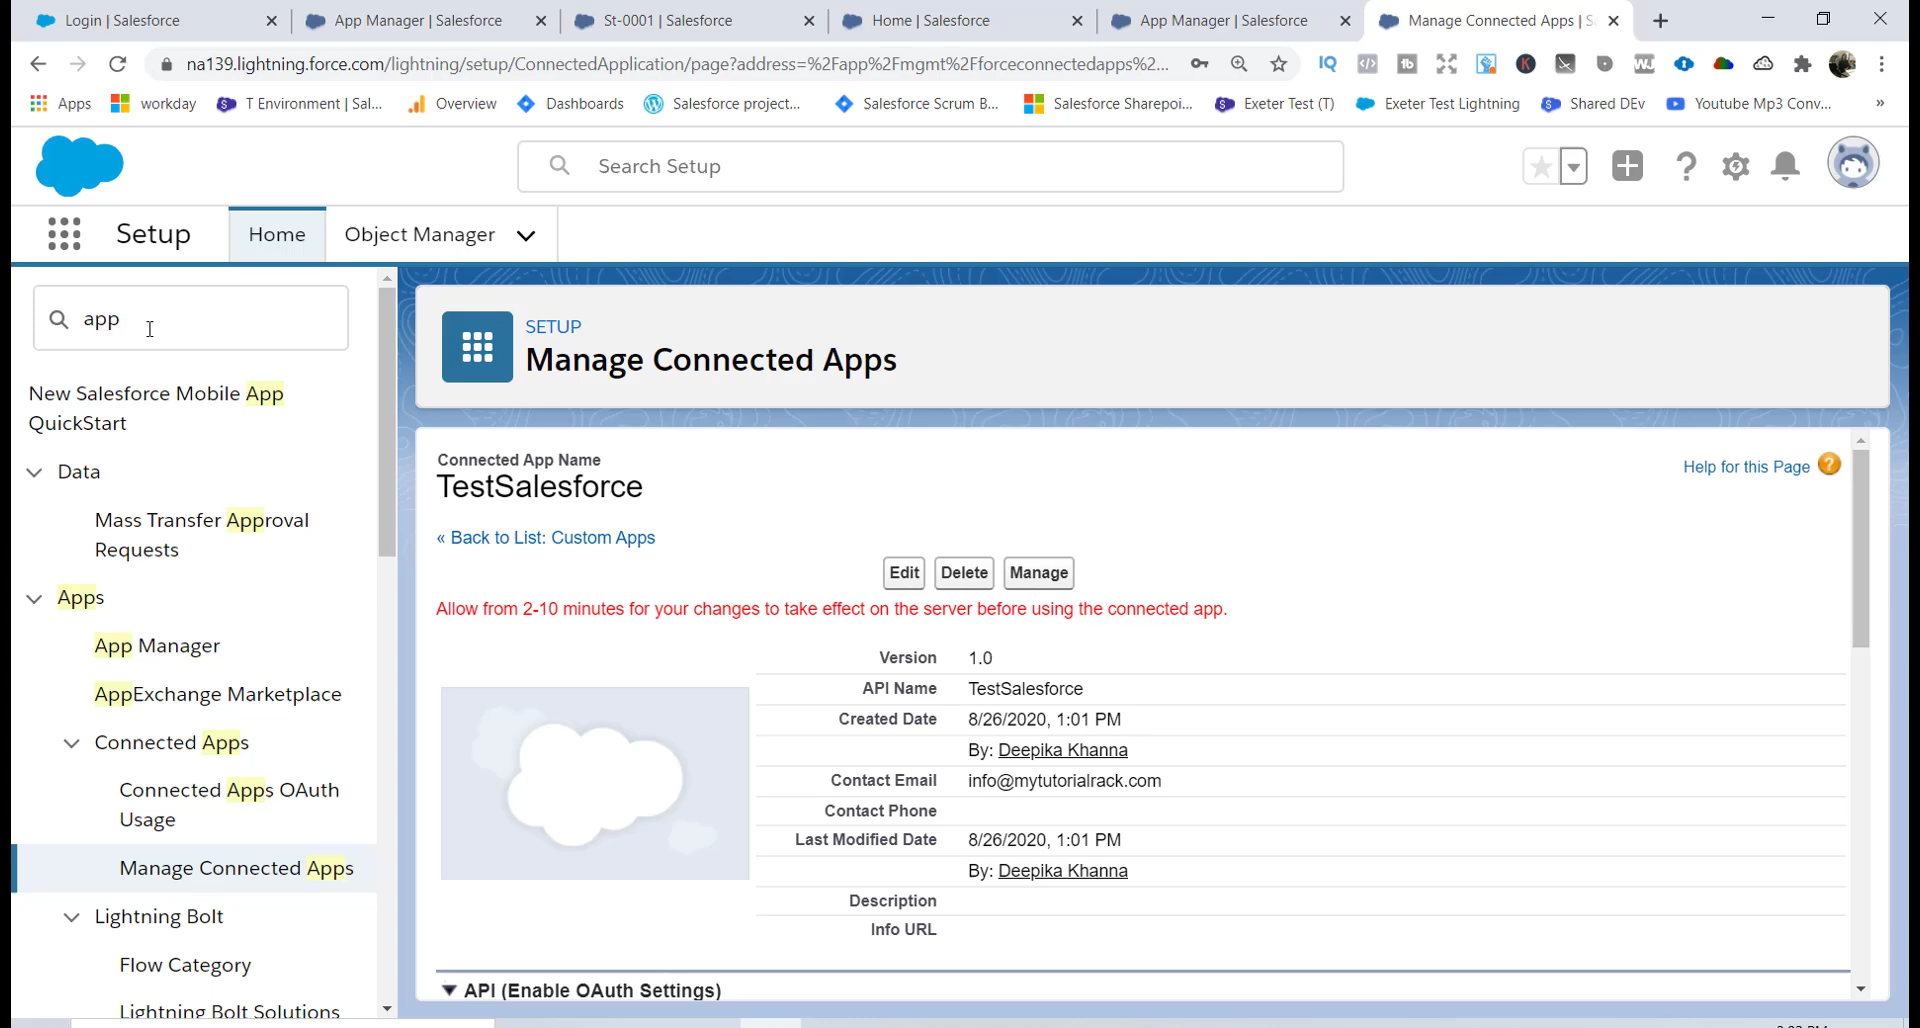 Login | Salesforce
App Manager | Salesforce
St-0001 | Salesforce
Home | Salesforce
App Manager | Salesforce
Manage Connected Apps | S
na139.lightning.force.com/lightning/setup/ConnectedApplication/page?address=%2Fapp%2Fmgmt%2Fforceconnectedapps%2...
Apps
workday
T Environment | Sal...
Overview
Dashboards
Salesforce project...
Salesforce Scrum B...
Salesforce Sharepoi...
Exeter Test (T)
Exeter Test Lightning
Shared DEv
Youtube Mp3 Conv...
»
Search Setup
Setup
Home
Object Manager
app
New Salesforce Mobile App
QuickStart
Data
Mass Transfer Approval
Requests
Apps
App Manager
AppExchange Marketplace
Connected Apps
Connected Apps OAuth
Usage
Manage Connected Apps
Lightning Bolt
Flow Category
Lightning Bolt Solutions
SETUP
Manage Connected Apps
Connected App Name
TestSalesforce
Help for this Page
« Back to List: Custom Apps
Edit Delete Manage
Allow from 2-10 minutes for your changes to take effect on the server before using the connected app.
Version 1.0
API Name TestSalesforce
Created Date 8/26/2020, 1:01 PM
By: Deepika Khanna
Contact Email info@mytutorialrack.com
Contact Phone
Last Modified Date 8/26/2020, 1:01 PM
By: Deepika Khanna
Description
Info URL
API (Enable OAuth Settings)